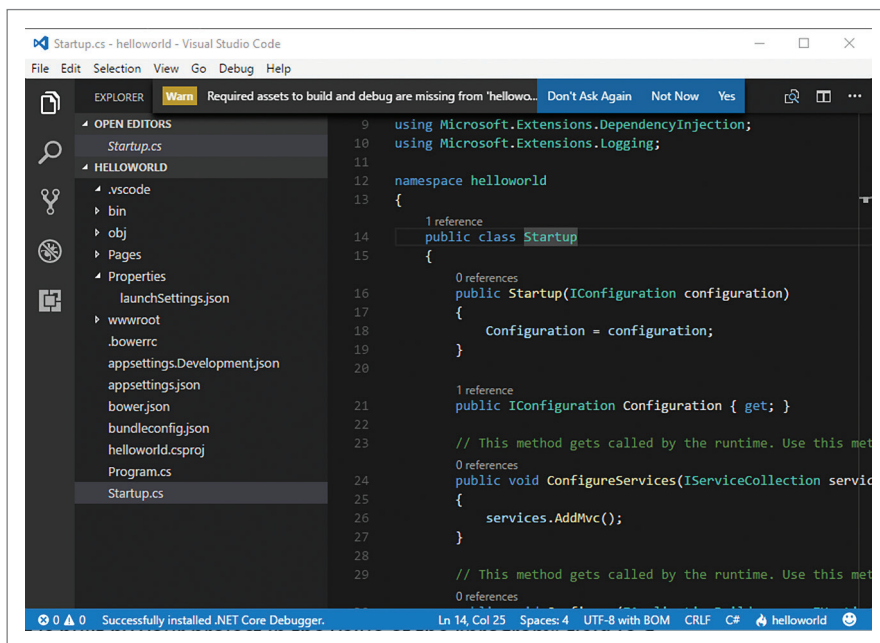 Startup.cs - helloworld - Visual Studio Code
File Edit Selection View Go Debug Help
EXPLORER
Warn Required assets to build and debug are missing from 'hellowo... Don't Ask Again Not Now Yes
OPEN EDITORS
Startup.cs
HELLOWORLD
.vscode
bin
obj
Pages
Properties
launchSettings.json
wwwroot
.bowerrc
appsettings.Development.json
appsettings.json
bower.json
bundleconfig.json
helloworld.csproj
Program.cs
Startup.cs
9 using Microsoft.Extensions.DependencyInjection;
10 using Microsoft.Extensions.Logging;
11
12 namespace helloworld
13 {
1 reference
14 public class Startup
15 {
0 references
16 public Startup(IConfiguration configuration)
17 {
18 Configuration = configuration;
19 }
20
1 reference
21 public IConfiguration Configuration { get; }
22
23 // This method gets called by the runtime. Use this met
0 references
24 public void ConfigureServices(IServiceCollection servic
25 {
26 services.AddMvc();
27 }
28
29 // This method gets called by the runtime. Use this met
0 references
0 0 Successfully installed .NET Core Debugger. Ln 14, Col 25 Spaces: 4 UTF-8 with BOM CRLF C# helloworld